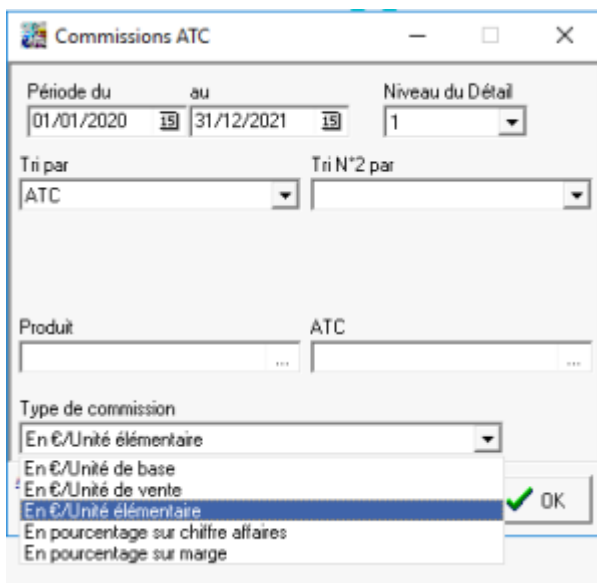 Commissions ATC
Période du au Niveau du Détail
01/01/2020 15 31/12/2021 15 1
Tri par Tri N°2 par
ATC
Produit ATC
... ...
Type de commission
En €/Unité élémentaire
En €/Unité de base
En €/Unité de vente
En €/Unité élémentaire
En pourcentage sur chiffre affaires
En pourcentage sur marge
OK